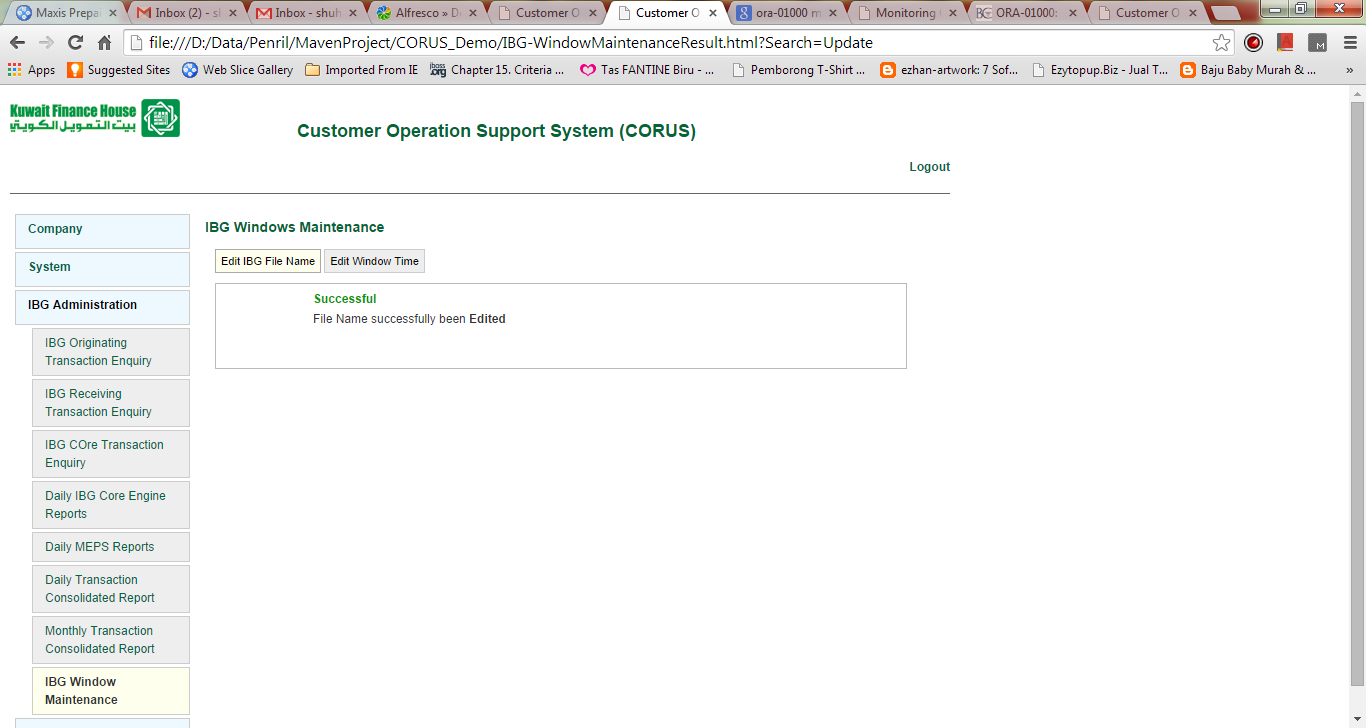 Maxis Prepa
Inbox (2) - s
Inbox - shuh
Alfresco » D
Customer O
Customer O
ora-01000 m
Monitoring
ORA-01000:
Customer O
file:///D:/Data/Penril/MavenProject/CORUS_Demo/IBG-WindowMaintenanceResult.html?Search=Update
Apps
Suggested Sites
Web Slice Gallery
Imported From IE
Chapter 15. Criteria ...
Tas FANTINE Biru - ...
Pemborong T-Shirt ...
ezhan-artwork: 7 Sof...
Ezytopup.Biz - Jual T...
Baju Baby Murah & ...
»
Kuwait Finance House
بيت التمويل الكويتي
Customer Operation Support System (CORUS)
Logout
Company
System
IBG Administration
IBG Originating
Transaction Enquiry
IBG Receiving
Transaction Enquiry
IBG COre Transaction
Enquiry
Daily IBG Core Engine
Reports
Daily MEPS Reports
Daily Transaction
Consolidated Report
Monthly Transaction
Consolidated Report
IBG Window
Maintenance
IBG Windows Maintenance
Edit IBG File Name
Edit Window Time
Successful
File Name successfully been Edited